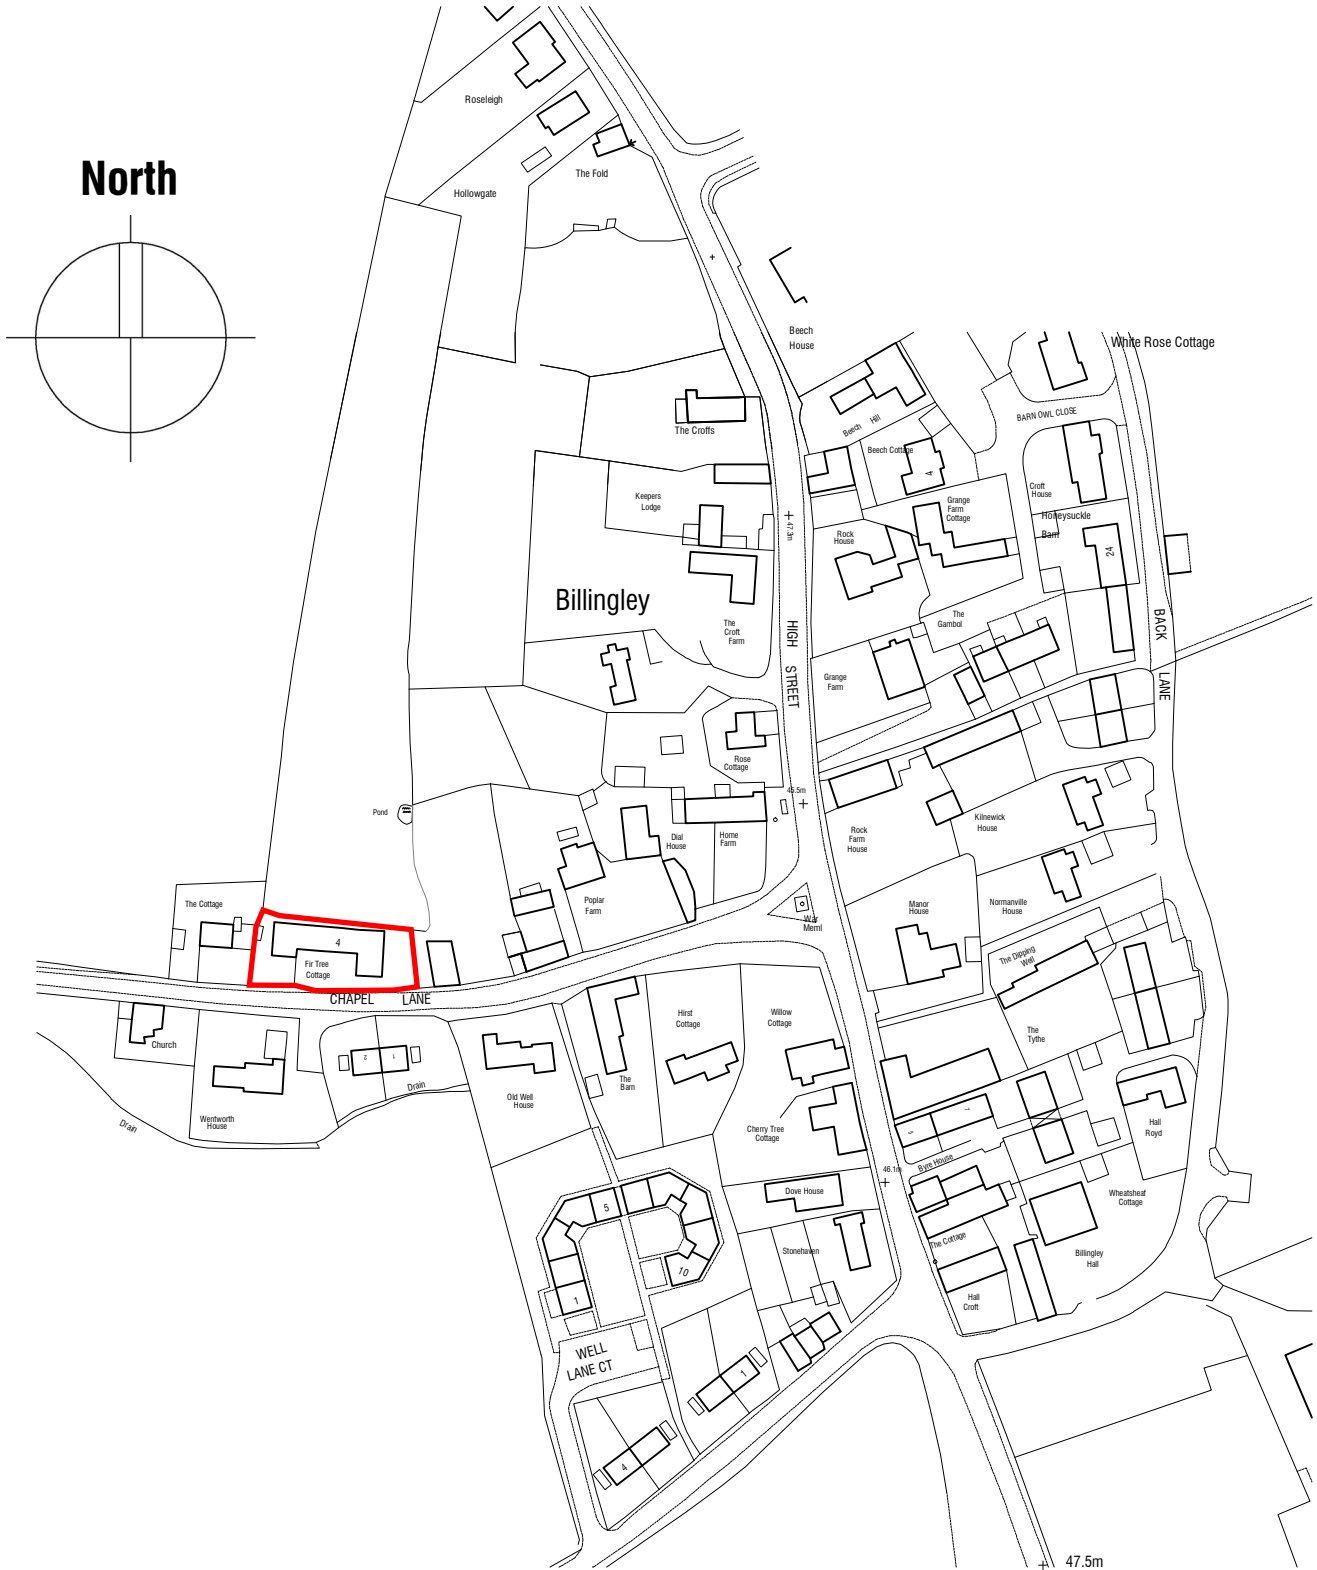 North
Roseleigh
The Fold
Hollowgate
Beech
House
White Rose Cottage
BARN OWL CLOSE
Beech Hill
The Croffs
Beech Cottage
4
Croft
House
Keepers
Lodge
Grange
Farm
Cottage
Honeysuckle
Barn
47.3m
Rock
House
24
Billingley
The
Croft
Farm
HIGH STREET
The
Gambol
BACK LANE
Grange
Farm
Rose
Cottage
45.5m
Pond
Dial
House
Home
Farm
Rock
Farm
House
Kilnewick
House
The Cottage
Poplar
Farm
War
Meml
Manor
House
Normanville
House
4
Fir Tree
Cottage
The Dipping
Well
CHAPEL LANE
Church
Hirst
Cottage
Willow
Cottage
The
Tythe
2
1
Drain
The
Barn
Old Well
House
Wentworth
House
Drain
Cherry Tree
Cottage
Hall
Royd
Byre House
46.1m
Dove House
Wheatsheaf
Cottage
5
The Cottage
Stonehaven
Billingley
Hall
10
1
Hall
Croft
WELL
LANE CT
1
4
47.5m